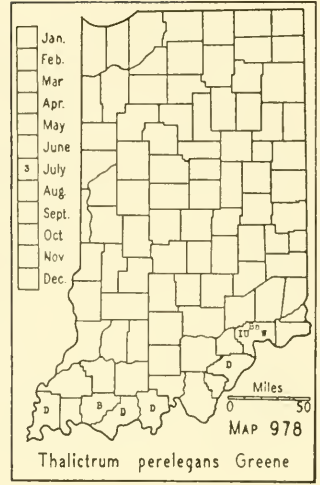 Jan.
Feb.
Mar
Apr.
May
June
3 July
Aug.
Sept.
Oct
Nov
Dec.
Bn
IU W
D
D B D D
Miles
0 50
MAP 978
Thalictrum perelegans Greene